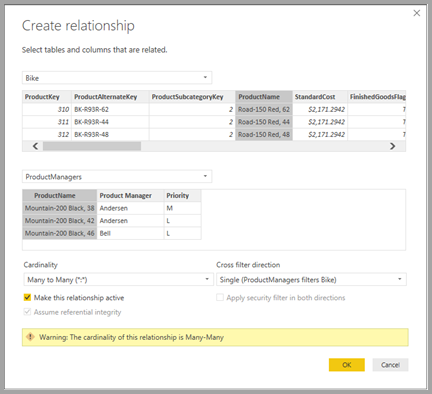 Create relationship
Select tables and columns that are related.
Bike
ProductKey ProductAlternateKey ProductSubcategoryKey ProductName StandardCost FinishedGoodsFlag
310 BK-R93R-62 2 Road-150 Red, 62 $2,171.2942
311 BK-R93R-44 2 Road-150 Red, 44 $2,171.2942
312 BK-R93R-48 2 Road-150 Red, 48 $2,171.2942
ProductManagers
ProductName Product Manager Priority
Mountain-200 Black, 38 Andersen M
Mountain-200 Black, 42 Andersen L
Mountain-200 Black, 46 Bell L
Cardinality Cross filter direction
Many to Many (*:*) Single (ProductManagers filters Bike)
Make this relationship active Apply security filter in both directions
Assume referential integrity
Warning: The cardinality of this relationship is Many-Many
OK Cancel